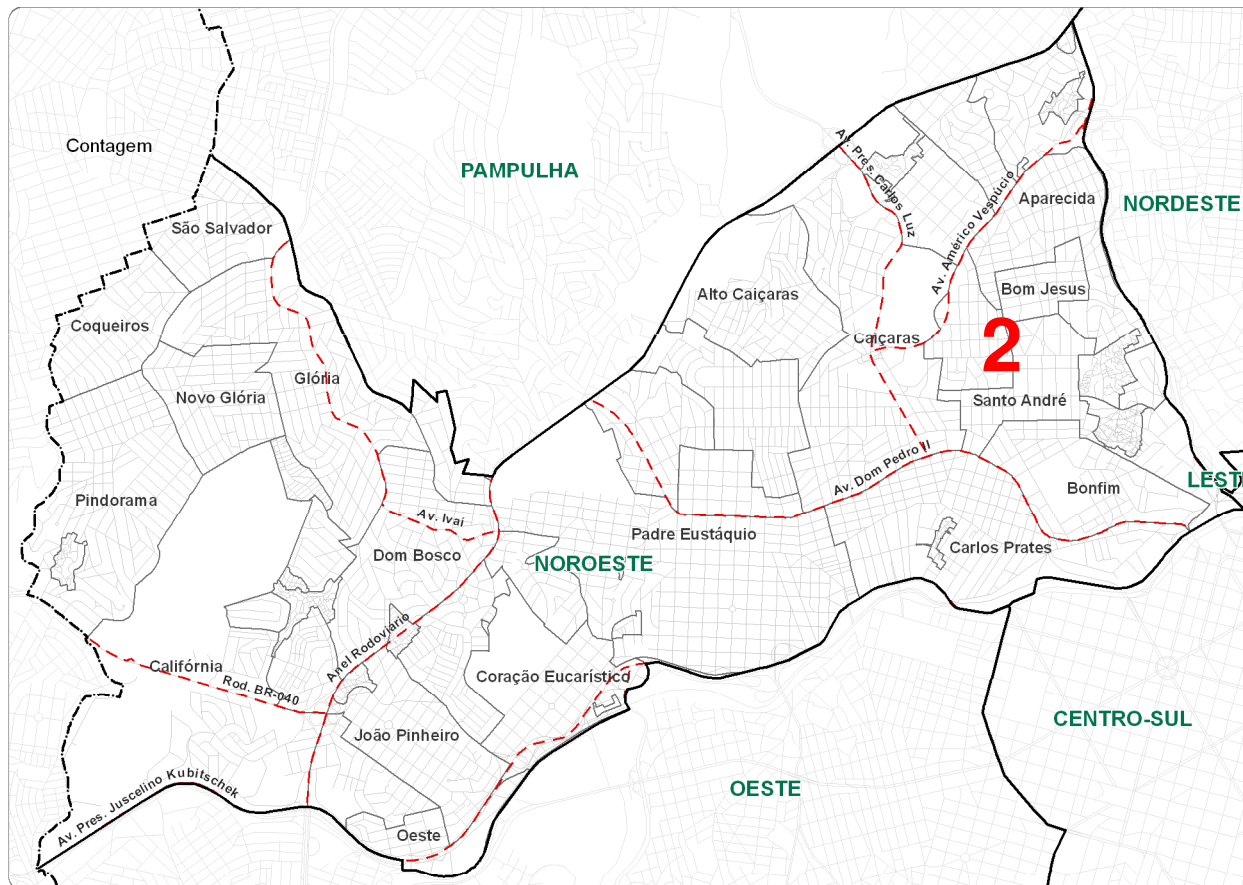 Contagem
PAMPULHA
Av. Pres. Carlos Luz
Av. Américo Vespúcio
Aparecida
NORDESTE
São Salvador
Alto Caiçaras
Bom Jesus
Coqueiros
Caiçaras
2
Glória
Novo Glória
Santo André
Pindorama
Av. Dom Pedro II
Bonfim
LEST
Av. Ivaí
Padre Eustáquio
Dom Bosco
NOROESTE
Carlos Prates
Anel Rodoviario
Califórnia
Rod. BR-040
Coração Eucarístico
João Pinheiro
CENTRO-SUL
OESTE
Av. Pres. Juscelino Kubitschek
Oeste